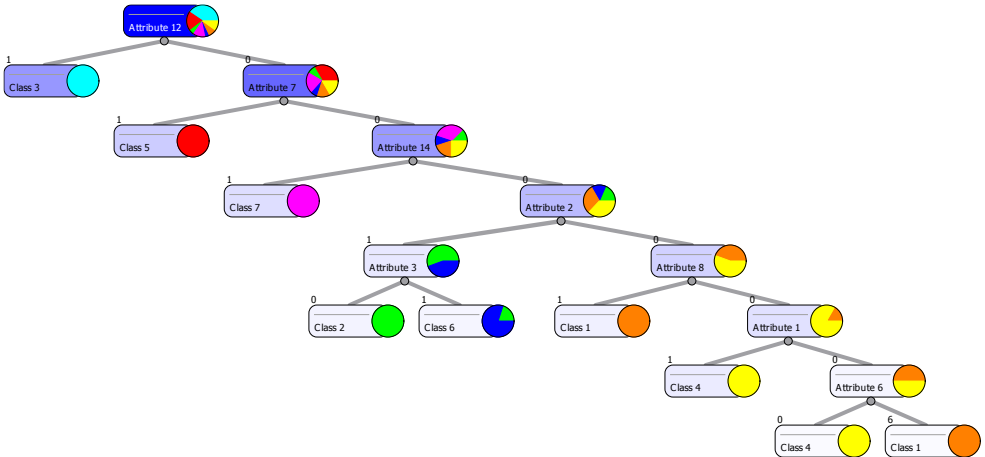 Attribute 12
1
0
Class 3
Attribute 7
1
0
Class 5
Attribute 14
1
0
Class 7
Attribute 2
1
0
Attribute 3
Attribute 8
0
1
1
0
Class 2
Class 6
Class 1
Attribute 1
1
0
Class 4
Attribute 6
0
6
Class 4
Class 1